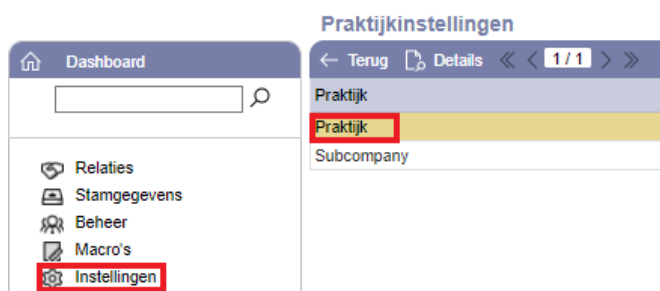 Praktijkinstellingen
Dashboard
Terug Details 1 / 1
Praktijk
Praktijk
Subcompany
Relaties
Stamgegevens
Beheer
Macro's
Instellingen